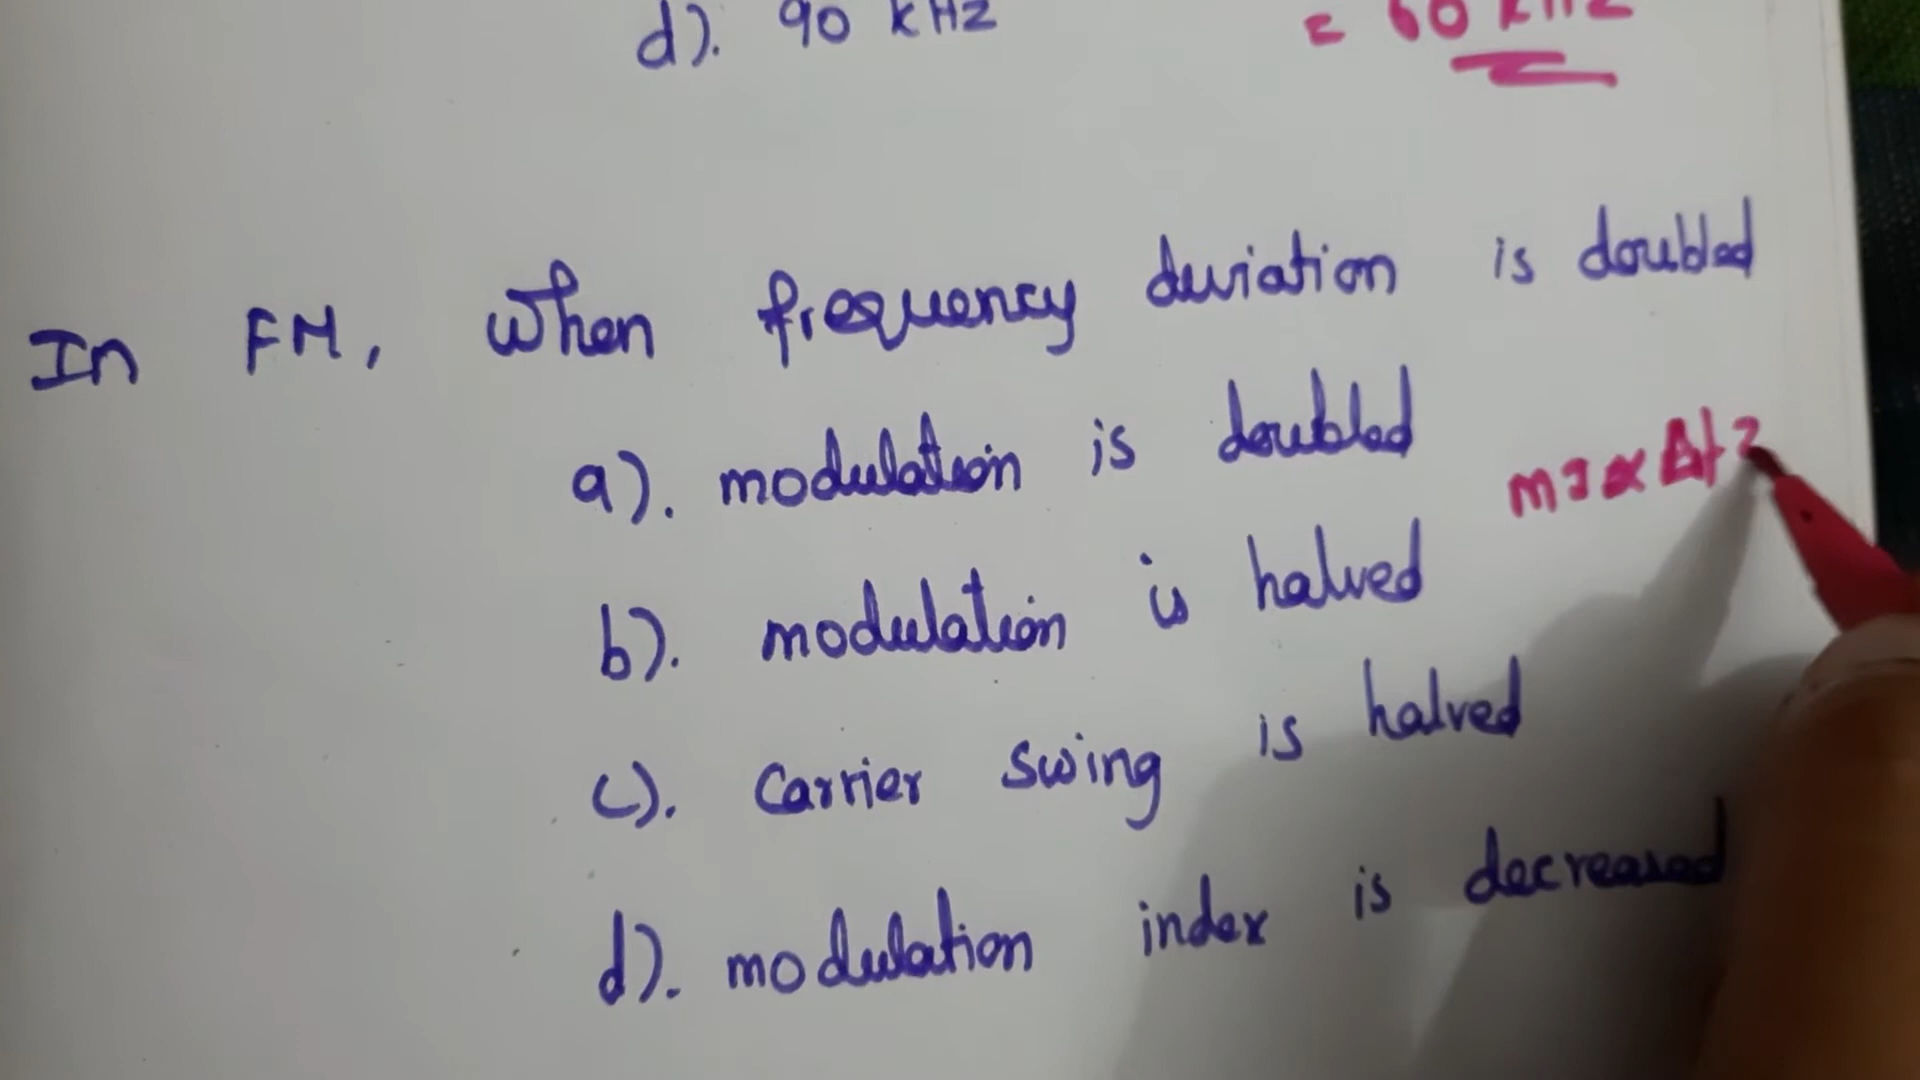 d). 90 kHz
= 60 kHz
In FM, When frequency deviation is doubled
a). modulation is doubled
m ∝ Δf
b). modulation is halved
c). Carrier swing is halved
d). modulation index is decreased